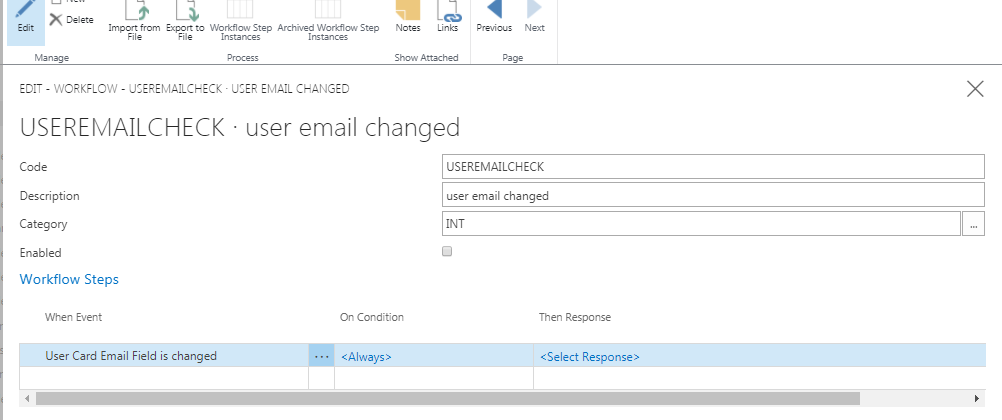 New
Edit
Delete
Import from File
Export to File
Workflow Step Instances
Archived Workflow Step Instances
Notes
Links
Previous
Next
Manage
Process
Show Attached
Page
EDIT - WORKFLOW - USEREMAILCHECK · USER EMAIL CHANGED
USEREMAILCHECK · user email changed
Code
USEREMAILCHECK
Description
user email changed
Category
INT
...
Enabled
Workflow Steps
When Event
On Condition
Then Response
User Card Email Field is changed
...
<Always>
<Select Response>